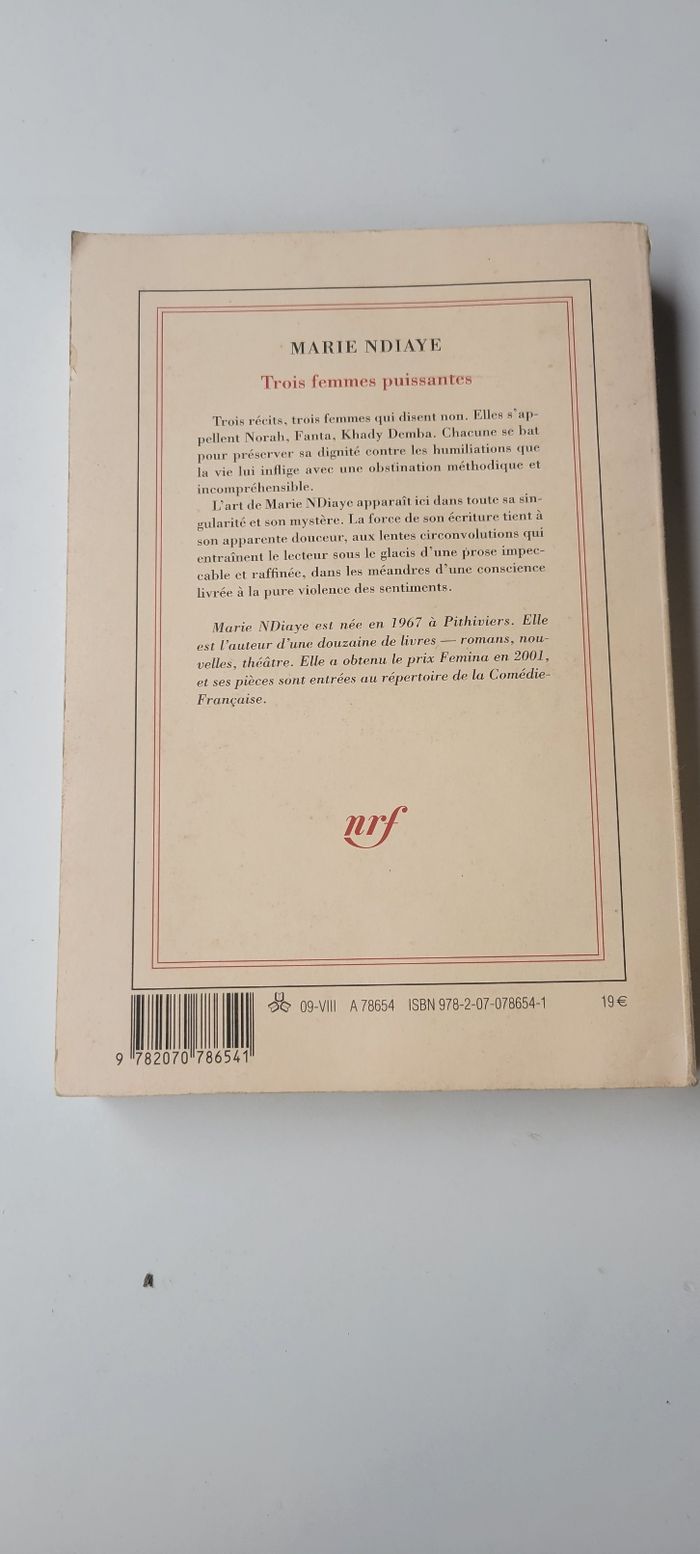 MARIE NDIAYE
Trois femmes puissantes
Trois récits, trois femmes qui disent non. Elles s'ap-
pellent Norah, Fanta, Khady Demba. Chacune se bat
pour préserver sa dignité contre les humiliations que
la vie lui inflige avec une obstination méthodique et
incompréhensible.
L'art de Marie NDiaye apparaît ici dans toute sa sin-
gularité et son mystère. La force de son écriture tient à
son apparente douceur, aux lentes circonvolutions qui
entraînent le lecteur sous le glacis d'une prose impec-
cable et raffinée, dans les méandres d'une conscience
livrée à la pure violence des sentiments.
Marie NDiaye est née en 1967 à Pithiviers. Elle
est l'auteur d'une douzaine de livres — romans, nou-
velles, théâtre. Elle a obtenu le prix Femina en 2001,
et ses pièces sont entrées au répertoire de la Comédie-
Française.
nrf
09-VIII A 78654 ISBN 978-2-07-078654-1 19 €
9 782070 786541